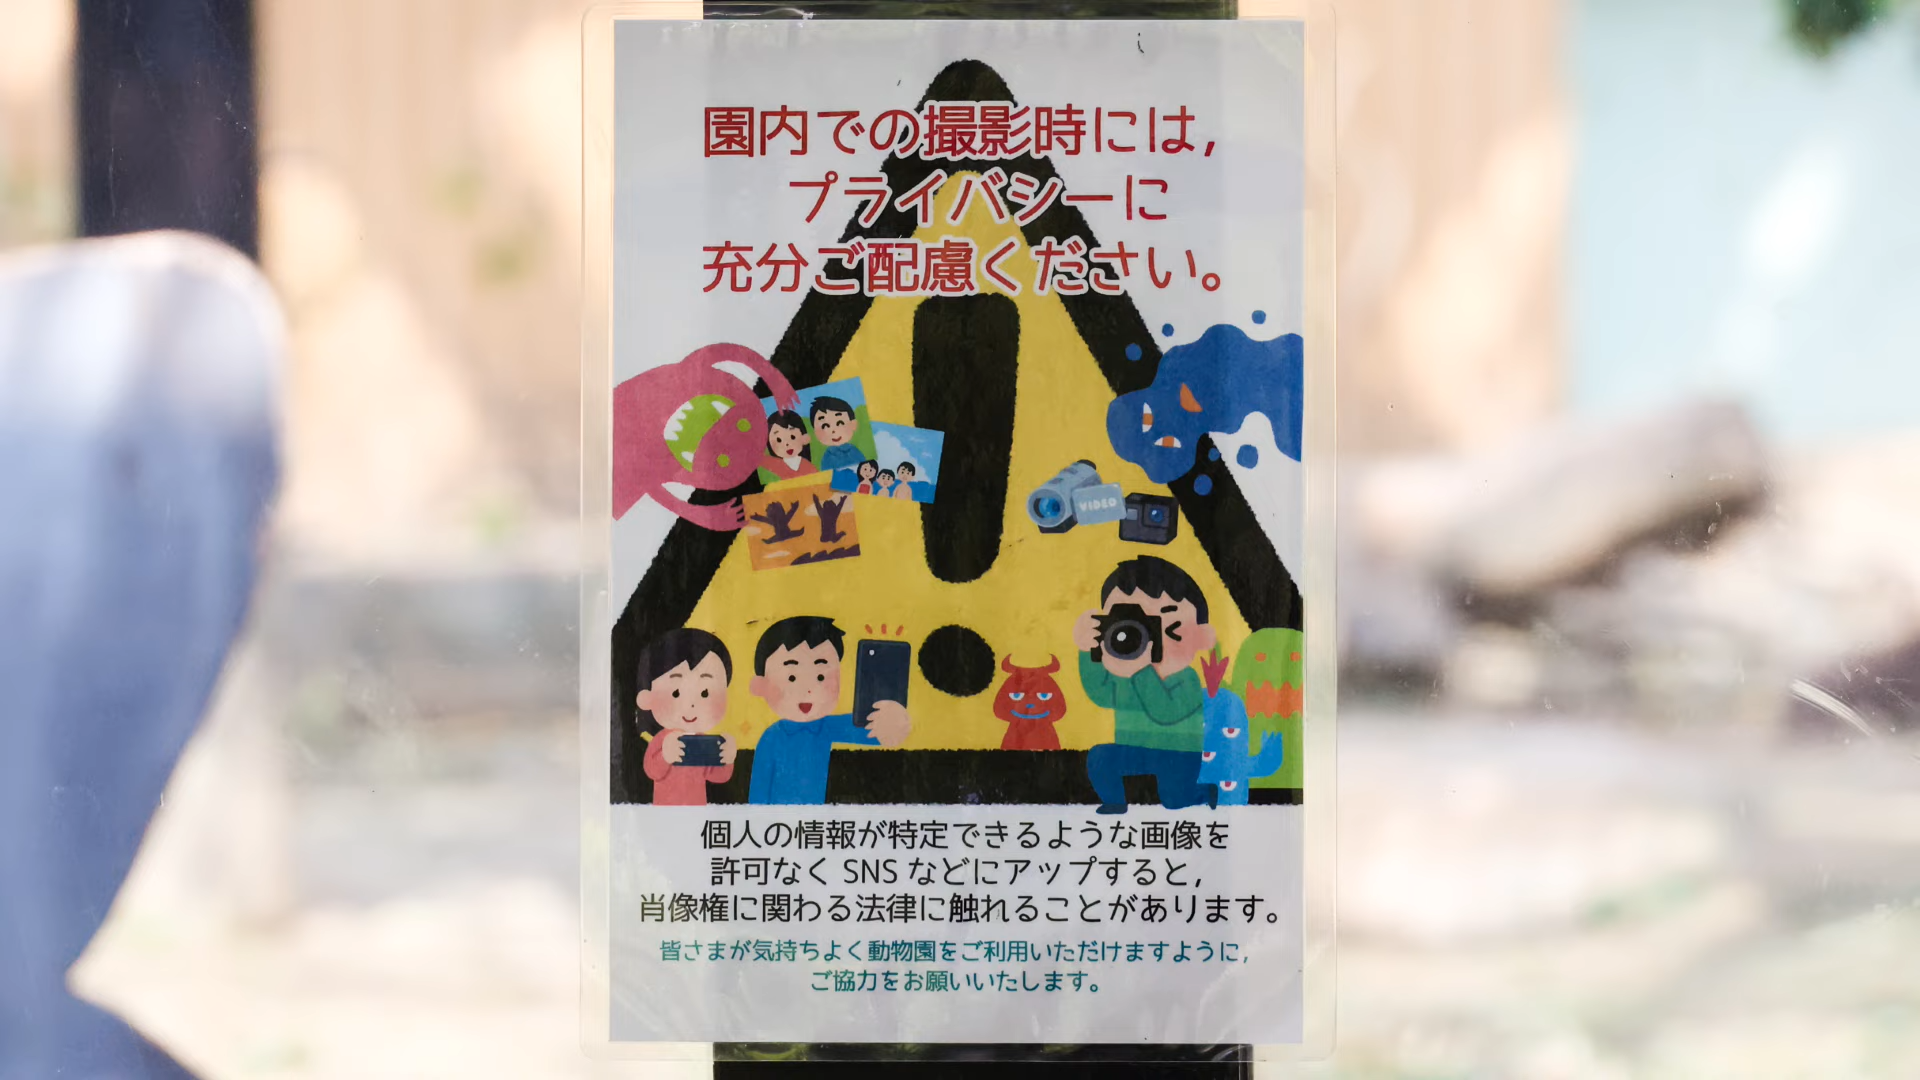 園内での撮影時には,
プライバシーに
充分ご配慮ください。
VIDEO
個人の情報が特定できるような画像を
許可なく SNS などにアップすると,
肖像権に関わる法律に触れることがあります。
皆さまが気持ちよく動物園をご利用いただけますように,
ご協力をお願いいたします。